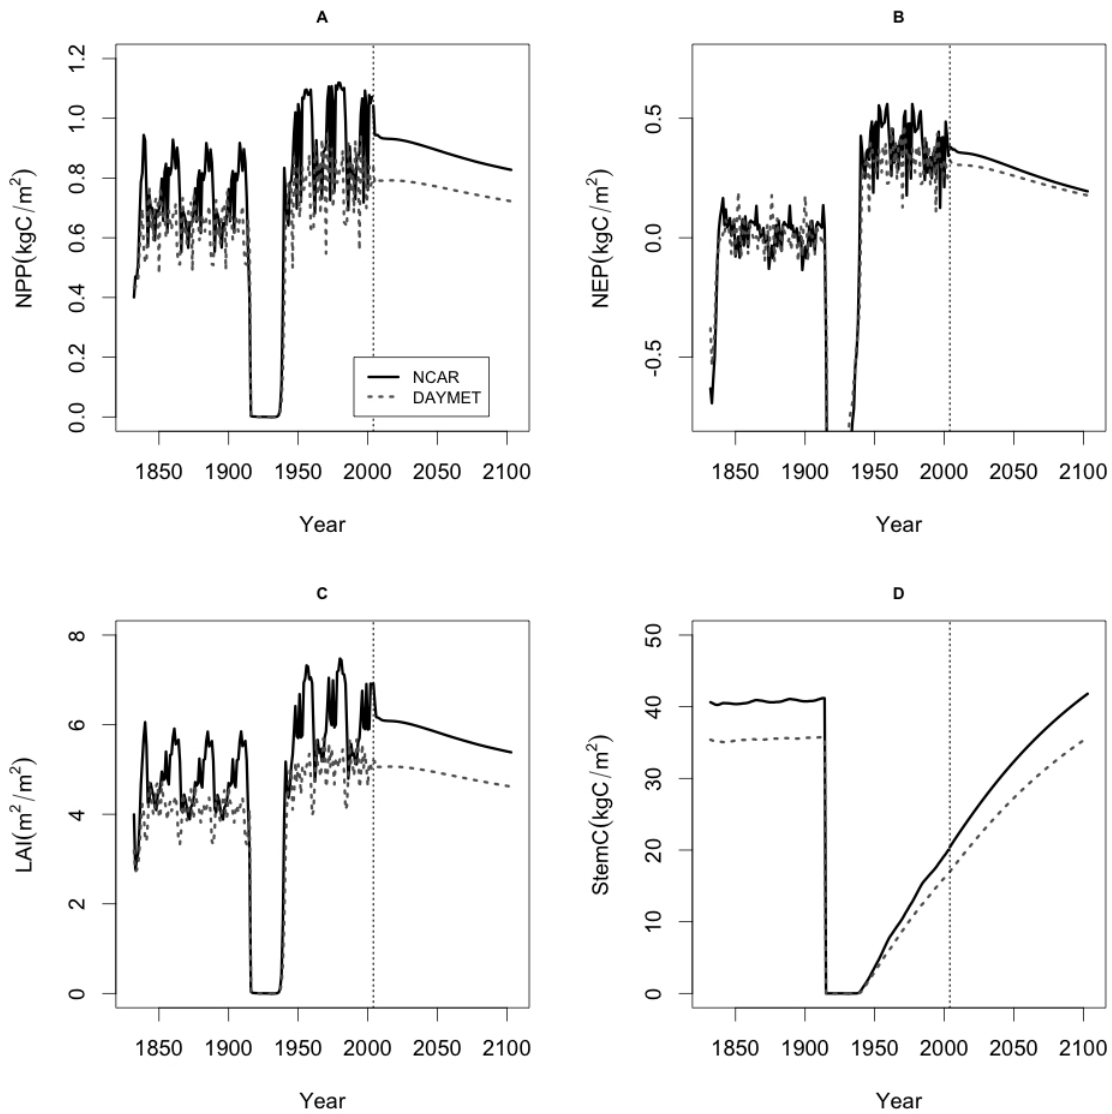 A
NPP(kgC/m²)
1.2
1.0
0.8
0.6
0.4
0.2
0.0
NCAR
DAYMET
1850 1900 1950 2000 2050 2100
Year
B
NEP(kgC/m²)
0.5
0.0
-0.5
1850 1900 1950 2000 2050 2100
Year
C
LAI(m²/m²)
8
6
4
2
0
1850 1900 1950 2000 2050 2100
Year
D
StemC(kgC/m²)
50
40
30
20
10
0
1850 1900 1950 2000 2050 2100
Year